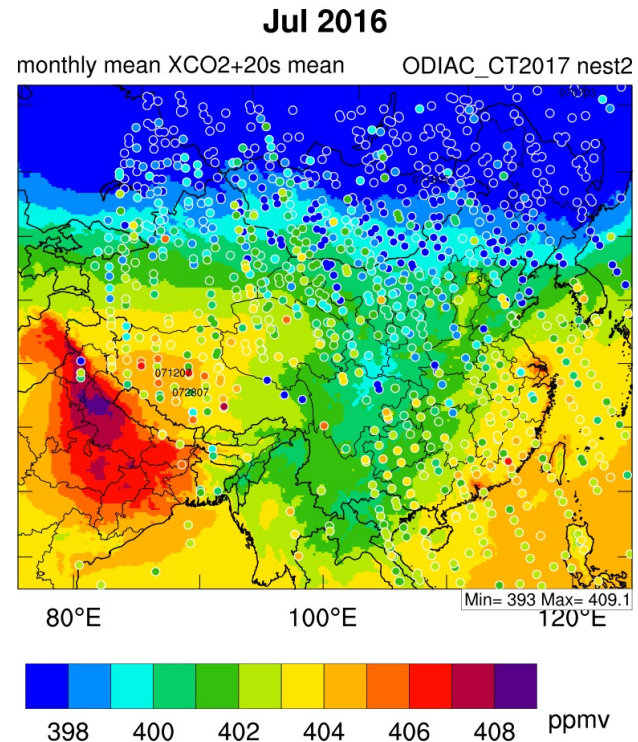 Jul 2016
monthly mean XCO2+20s mean ODIAC_CT2017 nest2
071207
072807
Min= 393 Max= 409.1
80°E 100°E 120°E
398 400 402 404 406 408 ppmv